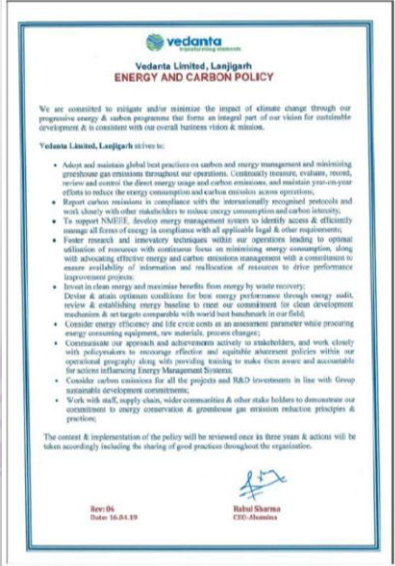 vedanta
transforming elements
Vedanta Limited, Lanjigarh
ENERGY AND CARBON POLICY
We are committed to mitigate and/or minimise the impact of climate change through our
progressive energy & carbon programme that forms an integral part of our vision for sustainable
development & is consistent with our overall business vision & mission.
Vedanta Limited, Lanjigarh strives to:
• Adopt and maintain global best practices on carbon and energy management and minimizing
greenhouse gas emissions throughout our operations. Continually measure, evaluate, record,
review and control the direct energy usage and carbon emissions, and maintain year-on-year
efforts to reduce the energy consumption and carbon emission across operations;
• Report carbon emissions in compliance with the internationally recognised protocols and
work closely with other stakeholders to reduce energy consumption and carbon intensity;
• To support NMEEE, develop energy management system to identify access & efficiently
manage all forms of energy in compliance with all applicable legal & other requirements;
• Foster research and innovatory techniques within our operations leading to optimal
utilisation of resources with continuous focus on minimizing energy consumption, along
with advocating effective energy and carbon emissions management with a commitment to
ensure availability of information and reallocation of resources to drive performance
improvement projects.
• Invest in clean energy and maximise benefits from energy by waste recovery;
Devise & attain optimum conditions for best energy performance through energy audit,
review & establishing energy baseline to meet our commitment for clean development
mechanism & set targets comparable with world best benchmark in our field;
• Consider energy efficiency and life cycle costs as an assessment parameter while procuring
energy consuming equipment, raw materials, process changes;
• Communicate our approach and achievements actively to stakeholders, and work closely
with policymakers to encourage effective and equitable abatement policies within our
operational geography along with providing training to make them aware and accountable
for actions influencing Energy Management Systems;
• Consider carbon emissions for all the projects and R&D investments in line with Group
sustainable development commitments;
• Work with staff, supply chain, wider communities & other stake holders to demonstrate our
commitment to energy conservation & greenhouse gas emission reduction principles &
practices;
The content & implementation of the policy will be reviewed once in three years & actions will be
taken accordingly including the sharing of good practices throughout the organization.
Rev: 06
Date: 16.04.19
Rahul Sharma
CEO-Alumina